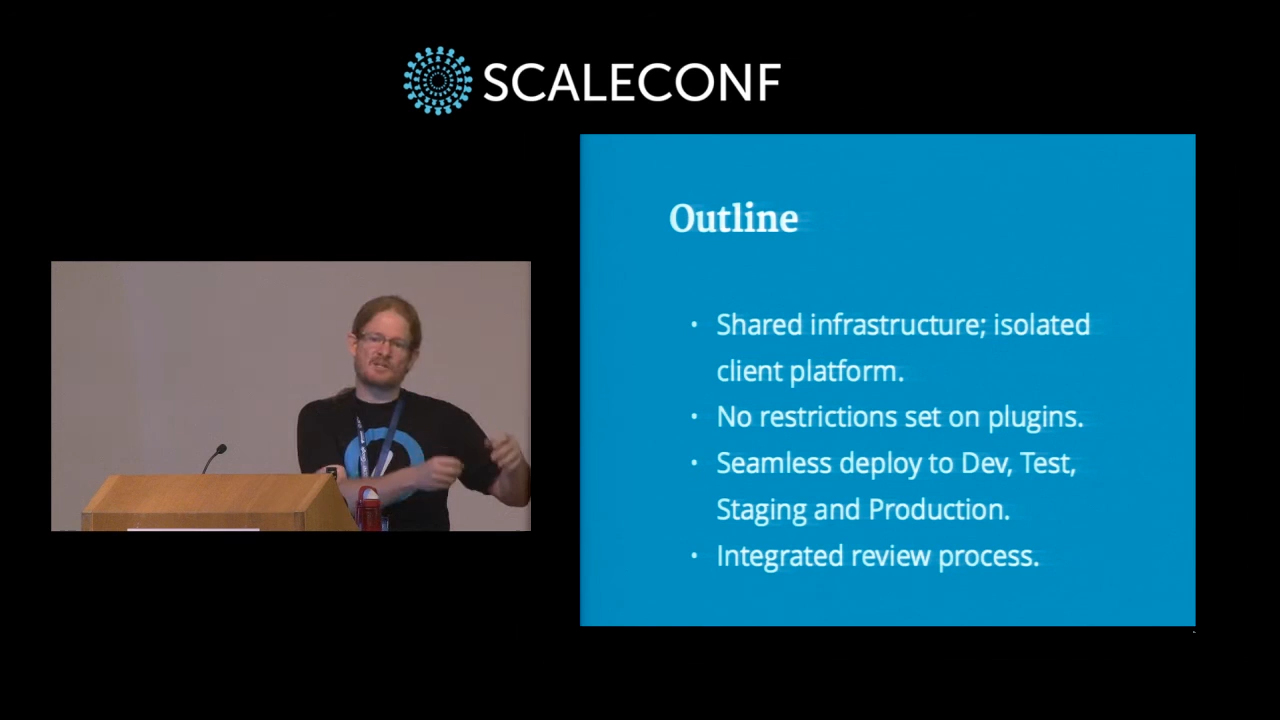 SCALECONF
Outline
• Shared infrastructure; isolated
client platform.
• No restrictions set on plugins.
• Seamless deploy to Dev, Test,
Staging and Production.
• Integrated review process.